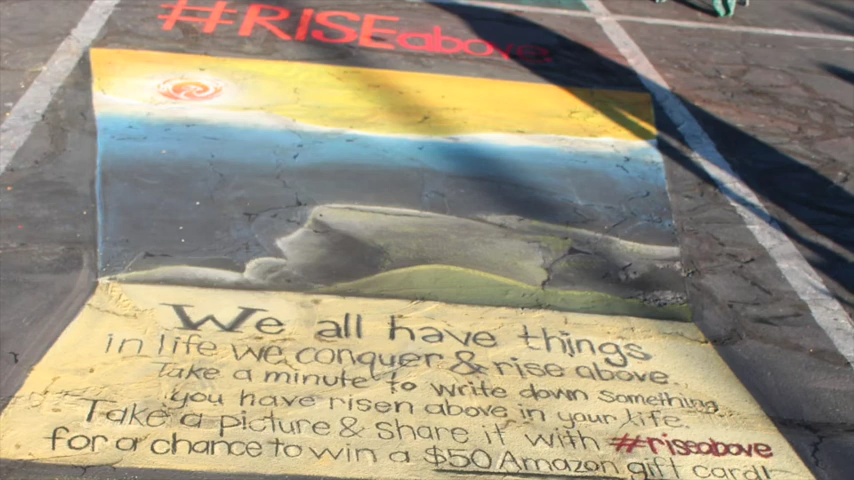 #RISEabove
We all have things
in life we conquer & rise above.
Take a minute to write down something
you have risen above in your life.
Take a picture & share it with #riseabove
for a chance to win a $50 Amazon gift card!